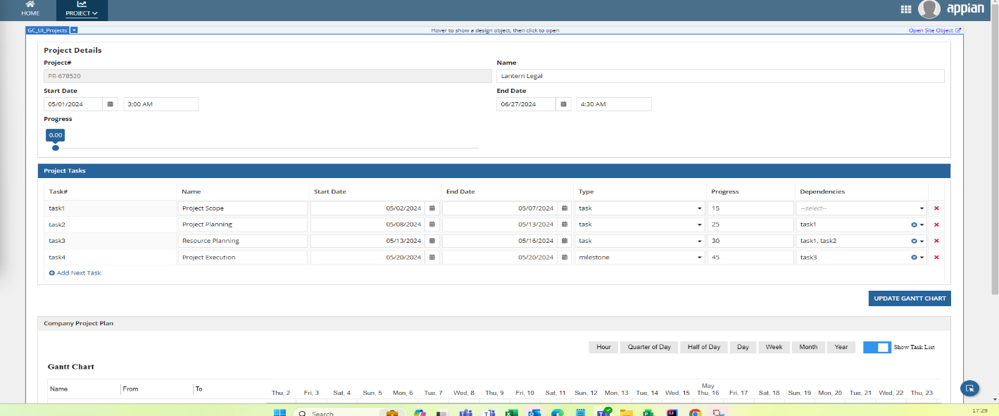 HOME
PROJECT
appian
GC_UI_Projects
Hover to show a design object, then click to open
Open Site Object
Project Details
Project#
Name
PR-678520
Lantern Legal
Start Date
End Date
05/01/2024 3:00 AM
06/27/2024 4:30 AM
Progress
0.00
Project Tasks
Task# Name Start Date End Date Type Progress Dependencies
task1 Project Scope 05/02/2024 05/07/2024 task 15 --select--
task2 Project Planning 05/08/2024 05/13/2024 task 25 task1
task3 Resource Planning 05/13/2024 05/16/2024 task 30 task1, task2
task4 Project Execution 05/20/2024 05/20/2024 milestone 45 task3
Add Next Task
UPDATE GANTT CHART
Company Project Plan
Hour Quarter of Day Half of Day Day Week Month Year Show Task List
Gantt Chart
Name From To
May
Thu, 2 Fri, 3 Sat, 4 Sun, 5 Mon, 6 Tue, 7 Wed, 8 Thu, 9 Fri, 10 Sat, 11 Sun, 12 Mon, 13 Tue, 14 Wed, 15 Thu, 16 Fri, 17 Sat, 18 Sun, 19 Mon, 20 Tue, 21 Wed, 22 Thu, 23
Search
17:29